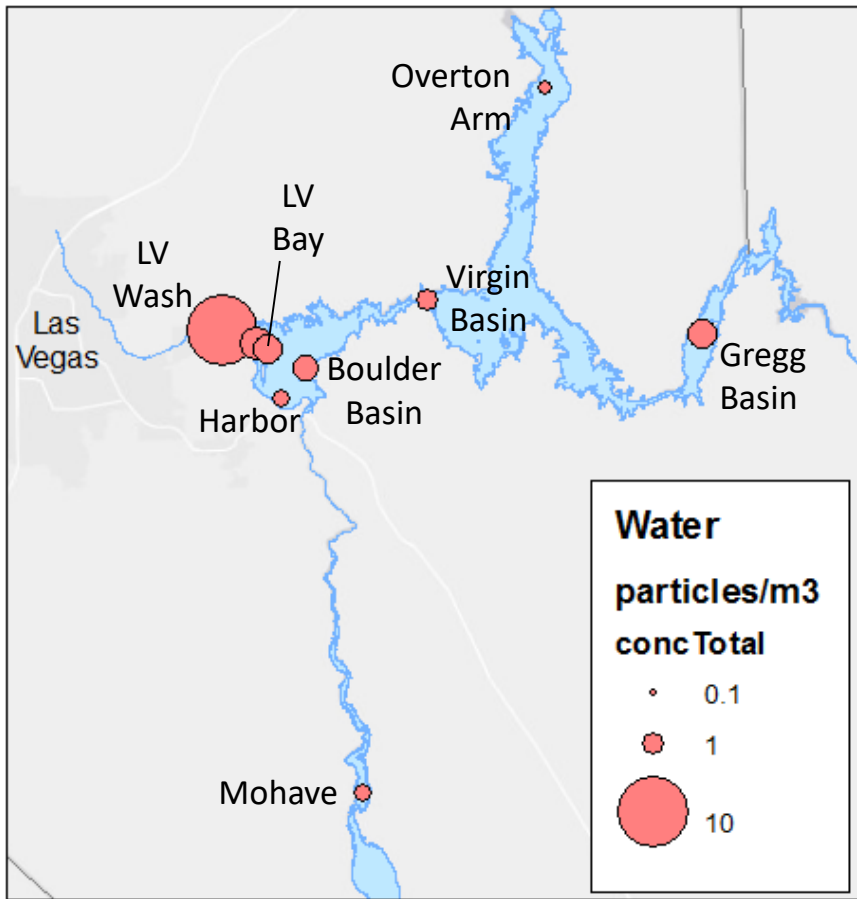 Overton
Arm
LV
Bay
LV
Wash
Las
Vegas
Virgin
Basin
Boulder
Basin
Harbor
Gregg
Basin
Mohave
Water
particles/m3
concTotal
0.1
1
10